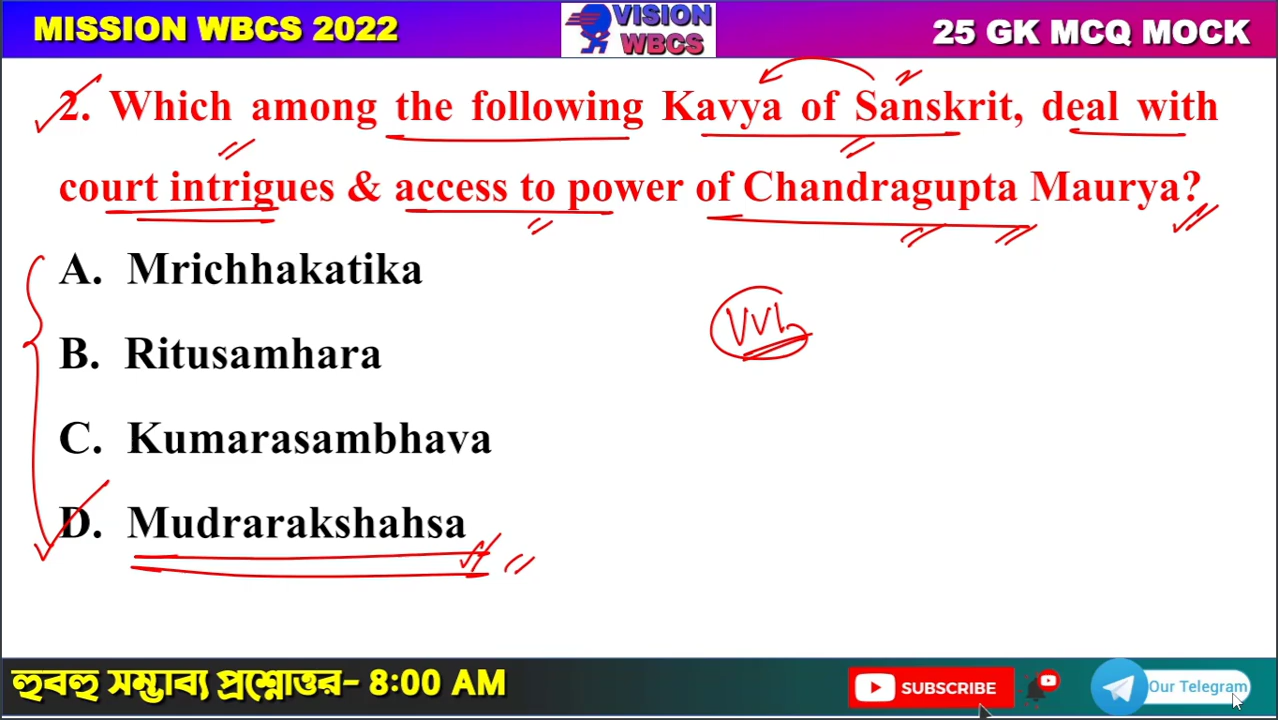 MISSION WBCS 2022
VISION
WBCS
25 GK MCQ MOCK
2. Which among the following Kavya of Sanskrit, deal with
court intrigues & access to power of Chandragupta Maurya?
A. Mrichhakatika
B. Ritusamhara
C. Kumarasambhava
D. Mudrarakshahsa
হুবহু সম্ভাব্য প্রশ্নোত্তর- 8:00 AM
SUBSCRIBE
Our Telegram